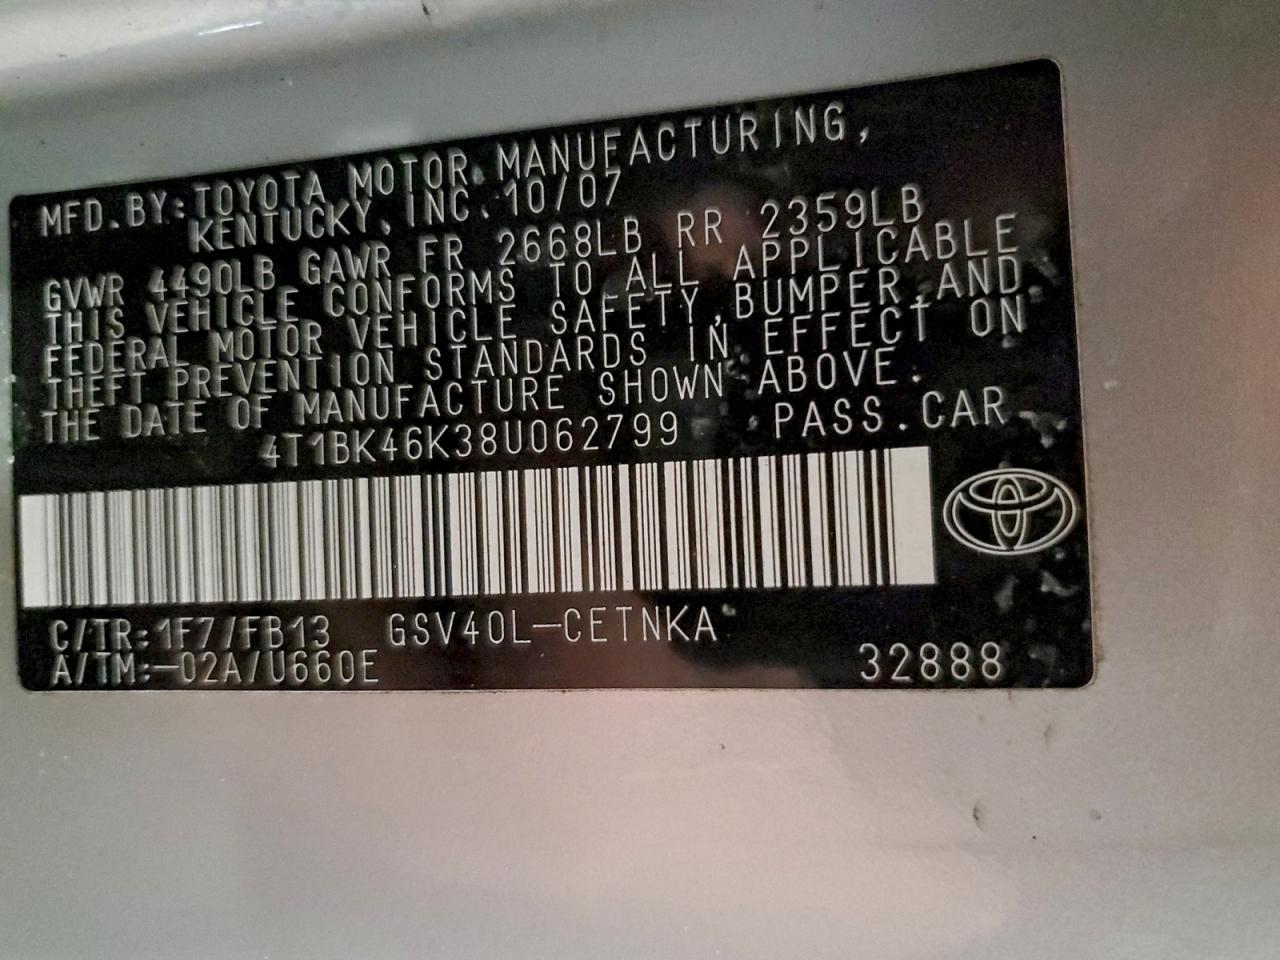 MFD.BY:TOYOTA MOTOR MANUFACTURING,
KENTUCKY, INC. 10/07
GVWR 4490LB GAWR FR 2668LB RR 2359LB
THIS VEHICLE CONFORMS TO ALL APPLICABLE
FEDERAL MOTOR VEHICLE SAFETY,BUMPER,AND
THEFT PREVENTION STANDARDS IN EFFECT ON
THE DATE OF MANUFACTURE SHOWN ABOVE.
4T1BK46K38U062799 PASS.CAR
C/TR:1F7/FB13 GSV40L-CETNKA
A/TM:-02A/U660E 32888